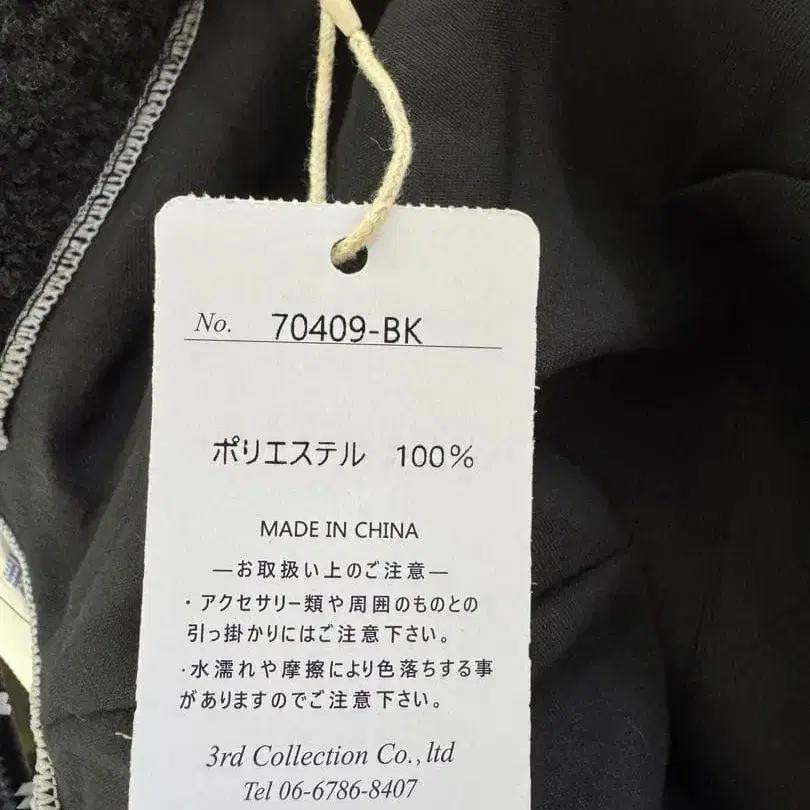 No. 70409-BK
ポリエステル 100%
MADE IN CHINA
―お取扱い上のご注意―
・アクセサリー類や周囲のものとの
引っ掛かりにはご注意下さい。
・水濡れや摩擦により色落ちする事
がありますのでご注意下さい。
3rd Collection Co.,ltd
Tel 06-6786-8407